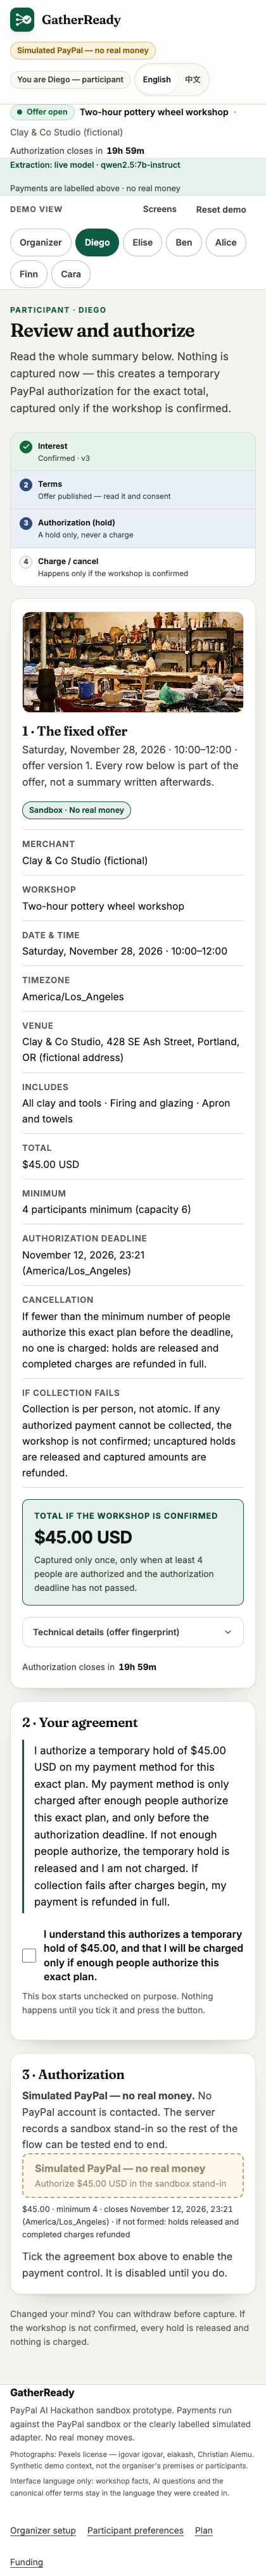 GatherReady
Simulated PayPal — no real money
You are Diego — participant
English
中文
Offer open
Two-hour pottery wheel workshop ·
Clay & Co Studio (fictional)
Authorization closes in 19h 59m
Extraction: live model · qwen2.5:7b-instruct
Payments are labelled above · no real money
DEMO VIEW
Screens
Reset demo
Organizer
Diego
Elise
Ben
Alice
Finn
Cara
PARTICIPANT · DIEGO
Review and authorize
Read the whole summary below. Nothing is
captured now — this creates a temporary
PayPal authorization for the exact total,
captured only if the workshop is confirmed.
Interest
Confirmed · v3
2
Terms
Offer published — read it and consent
3
Authorization (hold)
A hold only, never a charge
4
Charge / cancel
Happens only if the workshop is confirmed
1 · The fixed offer
Saturday, November 28, 2026 · 10:00–12:00 ·
offer version 1. Every row below is part of the
offer, not a summary written afterwards.
Sandbox · No real money
MERCHANT
Clay & Co Studio (fictional)
WORKSHOP
Two-hour pottery wheel workshop
DATE & TIME
Saturday, November 28, 2026 · 10:00–12:00
TIMEZONE
America/Los_Angeles
VENUE
Clay & Co Studio, 428 SE Ash Street, Portland,
OR (fictional address)
INCLUDES
All clay and tools · Firing and glazing · Apron
and towels
TOTAL
$45.00 USD
MINIMUM
4 participants minimum (capacity 6)
AUTHORIZATION DEADLINE
November 12, 2026, 23:21
(America/Los_Angeles)
CANCELLATION
If fewer than the minimum number of people
authorize this exact plan before the deadline,
no one is charged: holds are released and
completed charges are refunded in full.
IF COLLECTION FAILS
Collection is per person, not atomic. If any
authorized payment cannot be collected, the
workshop is not confirmed; uncaptured holds
are released and captured amounts are
refunded.
TOTAL IF THE WORKSHOP IS CONFIRMED
$45.00 USD
Captured only once, only when at least 4
people are authorized and the authorization
deadline has not passed.
Technical details (offer fingerprint)
Authorization closes in 19h 59m
2 · Your agreement
I authorize a temporary hold of $45.00
USD on my payment method for this
exact plan. My payment method is only
charged after enough people authorize
this exact plan, and only before the
authorization deadline. If not enough
people authorize, the temporary hold is
released and I am not charged. If
collection fails after charges begin, my
payment is refunded in full.
I understand this authorizes a temporary
hold of $45.00, and that I will be charged
only if enough people authorize this
exact plan.
This box starts unchecked on purpose. Nothing
happens until you tick it and press the button.
3 · Authorization
Simulated PayPal — no real money. No
PayPal account is contacted. The server
records a sandbox stand-in so the rest of the
flow can be tested end to end.
Simulated PayPal — no real money
Authorize $45.00 USD in the sandbox stand-in
$45.00 · minimum 4 · closes November 12, 2026, 23:21
(America/Los_Angeles) · if not formed: holds released and
completed charges refunded
Tick the agreement box above to enable the
payment control. It is disabled until you do.
Changed your mind? You can withdraw before capture. If
the workshop is not confirmed, every hold is released and
nothing is charged.
GatherReady
PayPal AI Hackathon sandbox prototype. Payments run
against the PayPal sandbox or the clearly labelled simulated
adapter. No real money moves.
Photographs: Pexels license — igovar igovar, eiakash, Christian Alemu.
Synthetic demo context, not the organiser's premises or participants.
Interface language only: workshop facts, AI questions and the
canonical offer terms stay in the language they were created in.
Organizer setup
Participant preferences
Plan
Funding